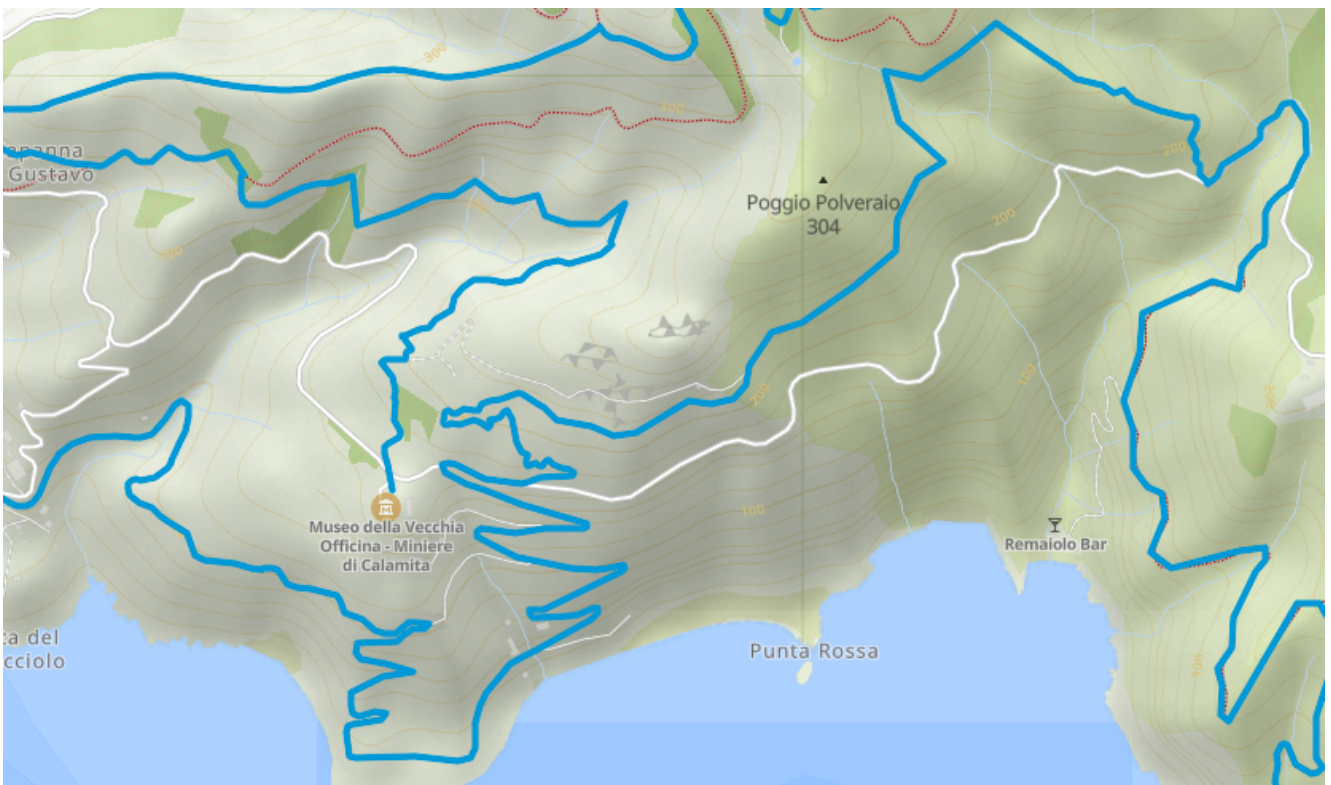 300
300
apanna
Gustavo
200
Poggio Polveraio
304
200
200
100
200
100
Museo della Vecchia
Officina - Miniere
di Calamita
Remaiolo Bar
ta del
cciolo
Punta Rossa
100